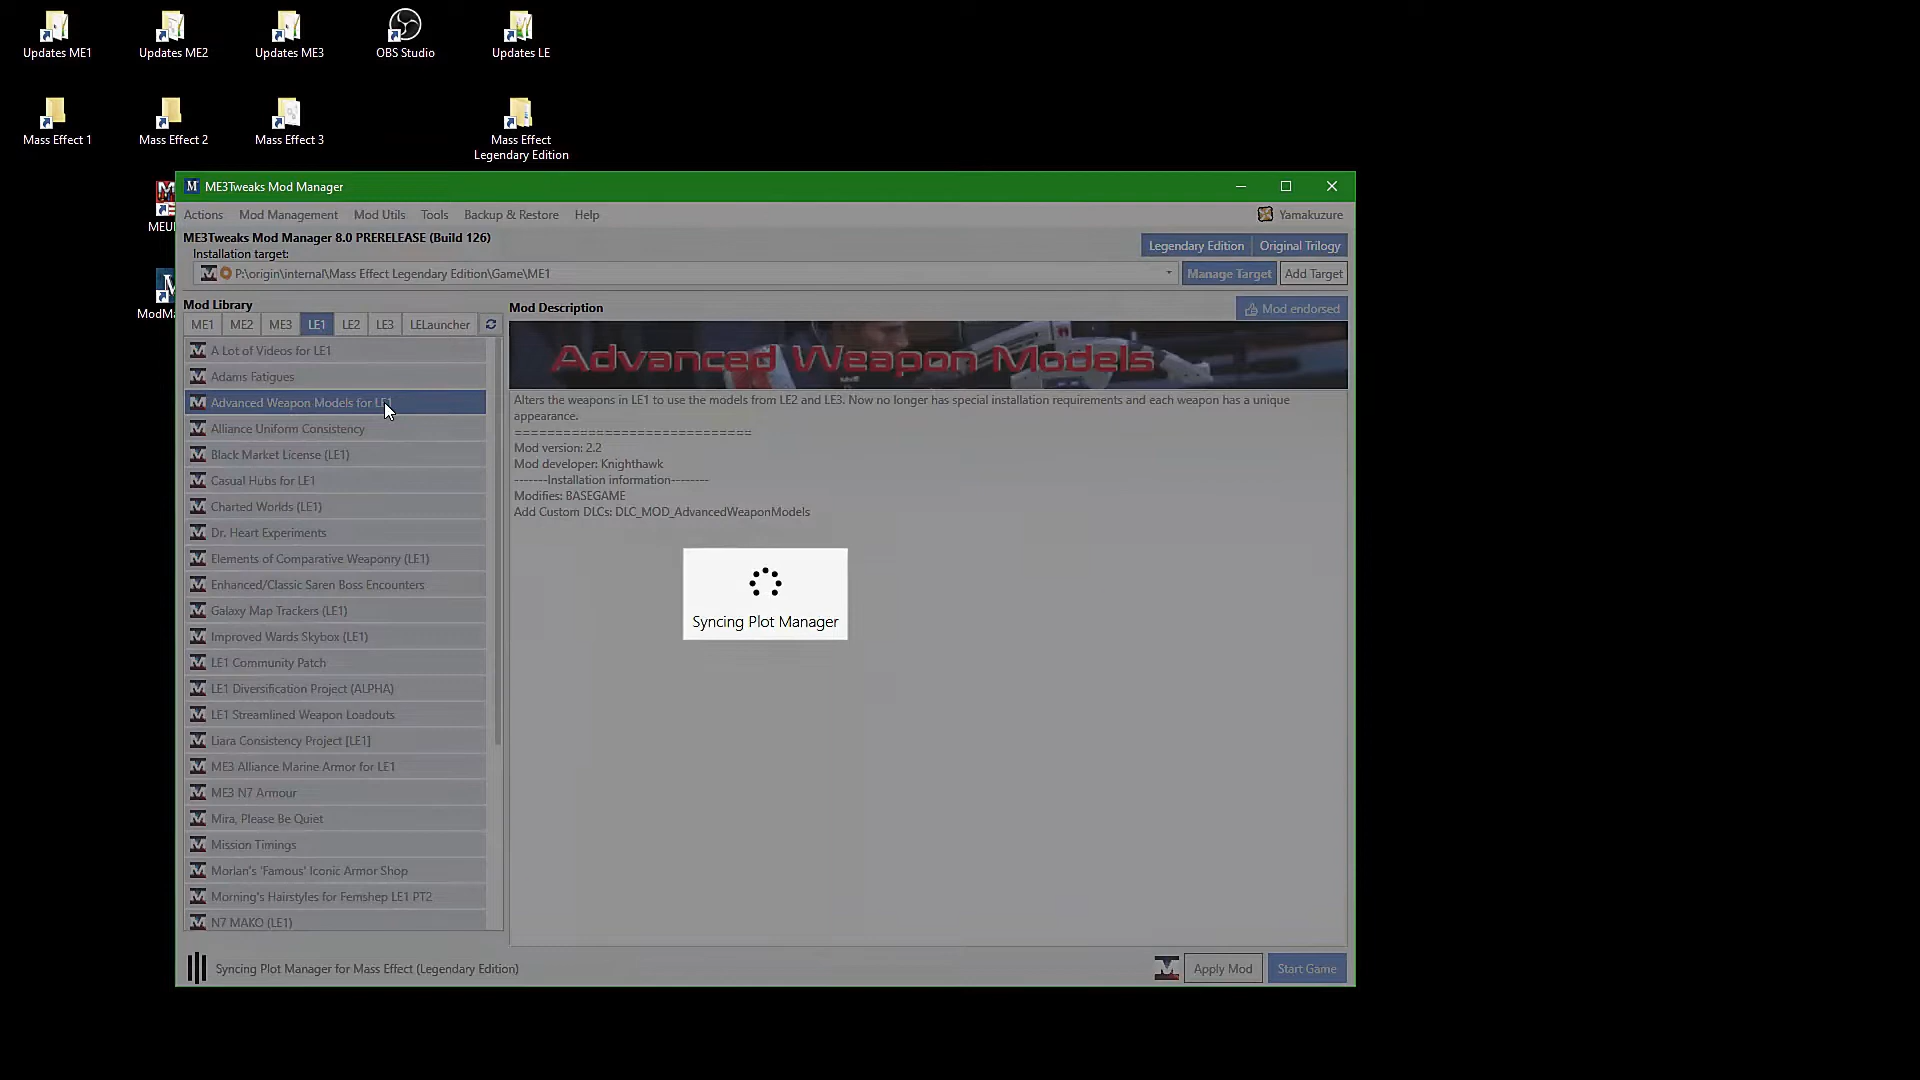 Updates ME1
Updates ME2
Updates ME3
OBS Studio
Updates LE
Mass Effect 1
Mass Effect 2
Mass Effect 3
Mass Effect
Legendary Edition
ME3Tweaks Mod Manager
Actions
Mod Management
Mod Utils
Tools
Backup & Restore
Help
Yamakuzure
ME3Tweaks Mod Manager 8.0 PRERELEASE (Build 126)
Legendary Edition
Original Trilogy
Installation target:
P:\origin\internal\Mass Effect Legendary Edition\Game\ME1
Manage Target
Add Target
Mod Library
ME1
ME2
ME3
LE1
LE2
LE3
LELauncher
A Lot of Videos for LE1
Adams Fatigues
Advanced Weapon Models for LE1
Alliance Uniform Consistency
Black Market License (LE1)
Casual Hubs for LE1
Charted Worlds (LE1)
Dr. Heart Experiments
Elements of Comparative Weaponry (LE1)
Enhanced/Classic Saren Boss Encounters
Galaxy Map Trackers (LE1)
Improved Wards Skybox (LE1)
LE1 Community Patch
LE1 Diversification Project (ALPHA)
LE1 Streamlined Weapon Loadouts
Liara Consistency Project [LE1]
ME3 Alliance Marine Armor for LE1
ME3 N7 Armour
Mira, Please Be Quiet
Mission Timings
Morlan's 'Famous' Iconic Armor Shop
Morning's Hairstyles for Femshep LE1 PT2
N7 MAKO (LE1)
Mod Description
Mod endorsed
Advanced Weapon Models
Alters the weapons in LE1 to use the models from LE2 and LE3. Now no longer has special installation requirements and each weapon has a unique
appearance.
=============================
Mod version: 2.2
Mod developer: Knighthawk
-------Installation information--------
Modifies: BASEGAME
Add Custom DLCs: DLC_MOD_AdvancedWeaponModels
Syncing Plot Manager
Syncing Plot Manager for Mass Effect (Legendary Edition)
Apply Mod
Start Game